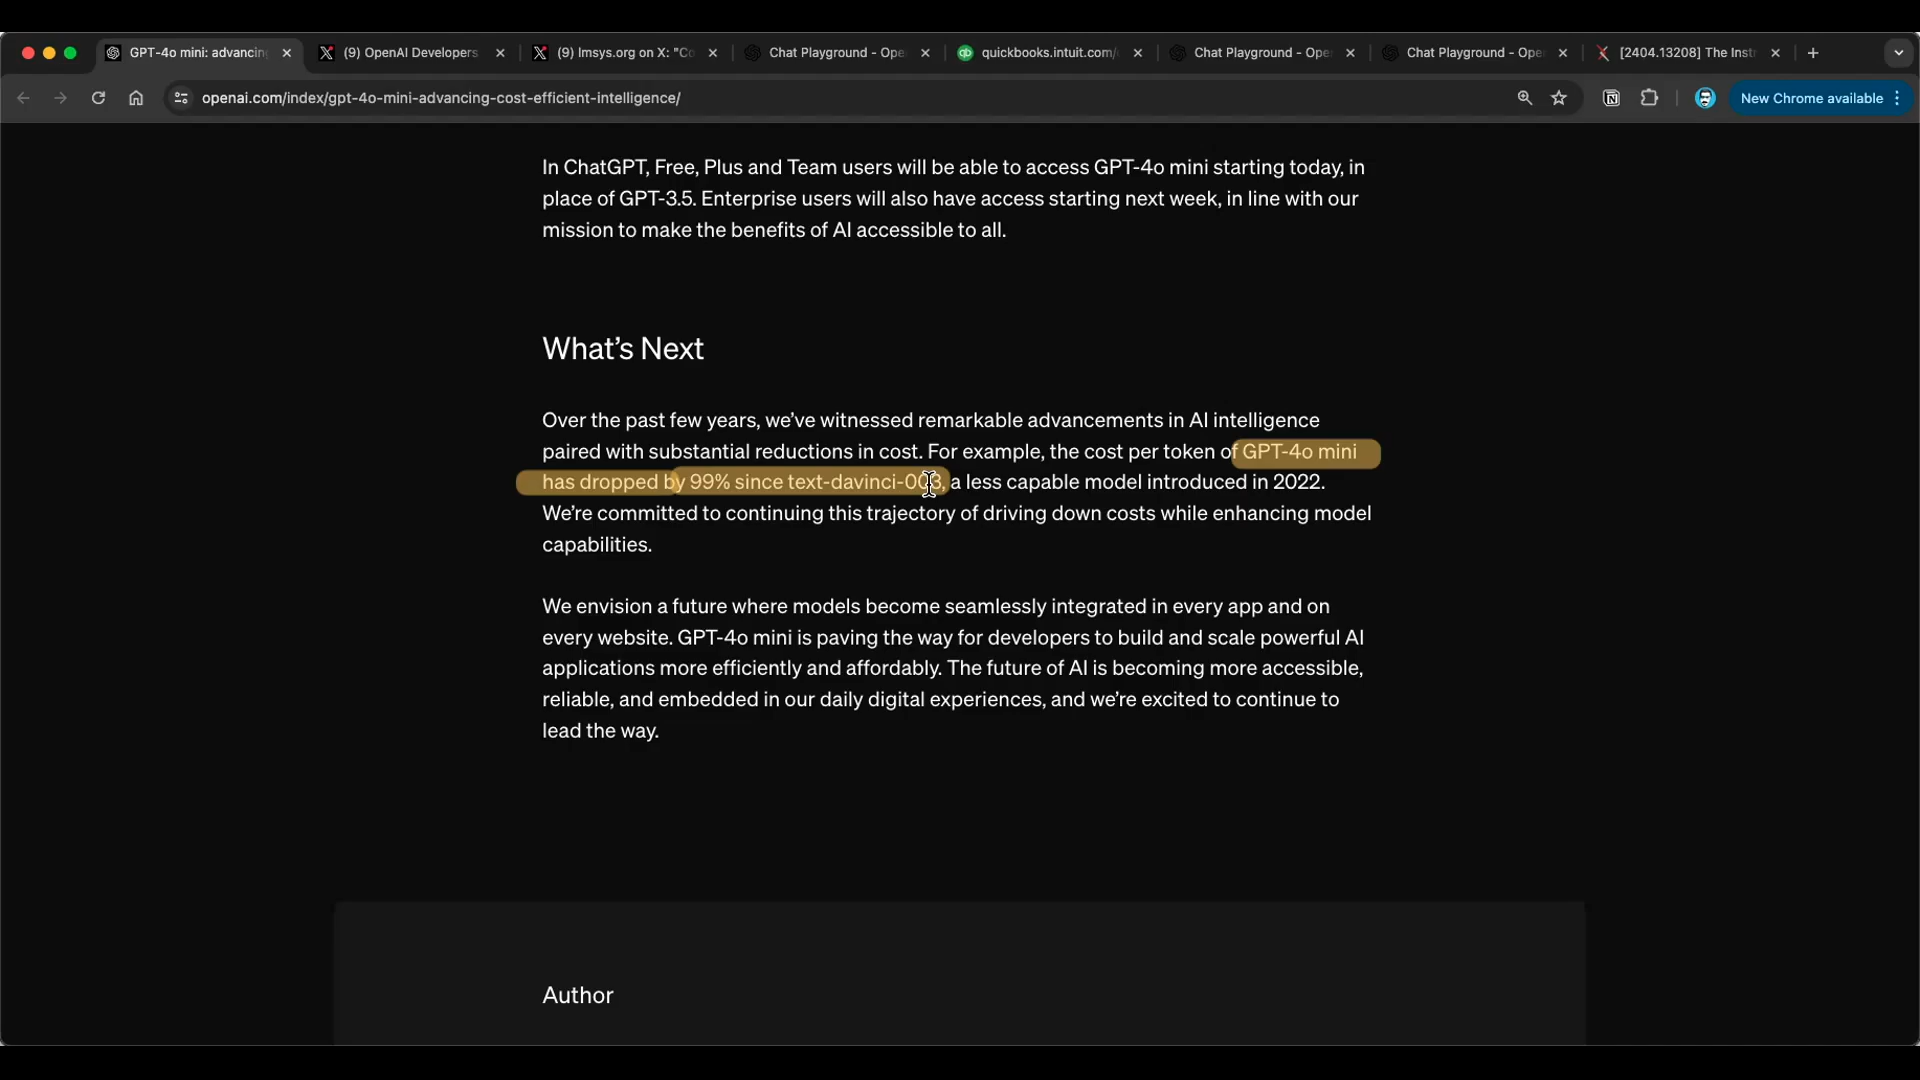 GPT-4o mini: advancing
(9) OpenAI Developers
(9) lmsys.org on X: "Co
Chat Playground - Ope
quickbooks.intuit.com/
Chat Playground - Ope
Chat Playground - Ope
[2404.13208] The Instr
openai.com/index/gpt-4o-mini-advancing-cost-efficient-intelligence/
New Chrome available
In ChatGPT, Free, Plus and Team users will be able to access GPT-4o mini starting today, in
place of GPT-3.5. Enterprise users will also have access starting next week, in line with our
mission to make the benefits of AI accessible to all.
What’s Next
Over the past few years, we’ve witnessed remarkable advancements in AI intelligence
paired with substantial reductions in cost. For example, the cost per token of GPT-4o mini
has dropped by 99% since text-davinci-003, a less capable model introduced in 2022.
We’re committed to continuing this trajectory of driving down costs while enhancing model
capabilities.
We envision a future where models become seamlessly integrated in every app and on
every website. GPT-4o mini is paving the way for developers to build and scale powerful AI
applications more efficiently and affordably. The future of AI is becoming more accessible,
reliable, and embedded in our daily digital experiences, and we’re excited to continue to
lead the way.
Author